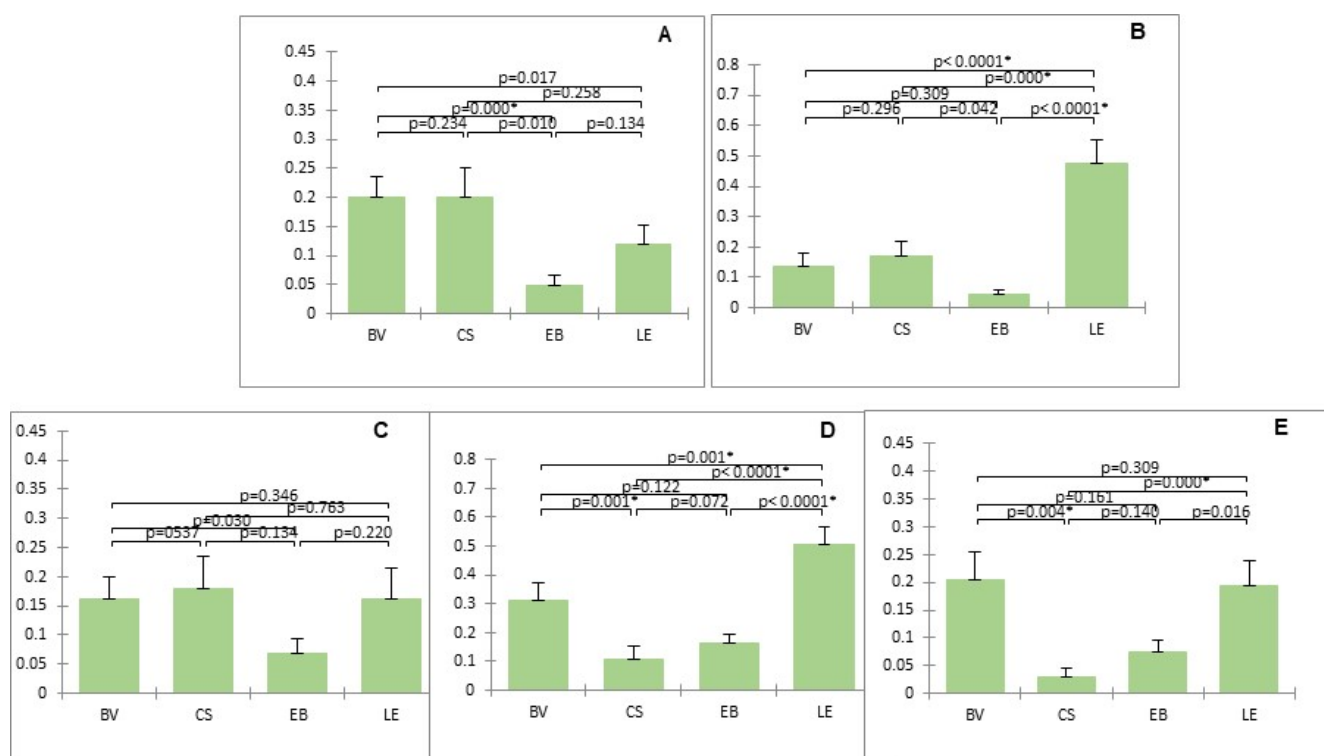 A
0.45
0.4
0.35
0.3
0.25
0.2
0.15
0.1
0.05
0
p=0.017
p=0.258
p=0.000*
p=0.234 p=0.010 p=0.134
BV CS EB LE
B
0.8
0.7
0.6
0.5
0.4
0.3
0.2
0.1
0
p<0.0001*
p=0.000*
p=0.309
p=0.296 p=0.042 p<0.0001*
BV CS EB LE
C
0.45
0.4
0.35
0.3
0.25
0.2
0.15
0.1
0.05
0
p=0.346
p=0.763
p=0.030
p=0537 p=0.134 p=0.220
BV CS EB LE
D
0.8
0.7
0.6
0.5
0.4
0.3
0.2
0.1
0
p=0.001*
p<0.0001*
p=0.122
p=0.001* p=0.072 p<0.0001*
BV CS EB LE
E
0.45
0.4
0.35
0.3
0.25
0.2
0.15
0.1
0.05
0
p=0.309
p=0.000*
p=0.161
p=0.004* p=0.140 p=0.016
BV CS EB LE